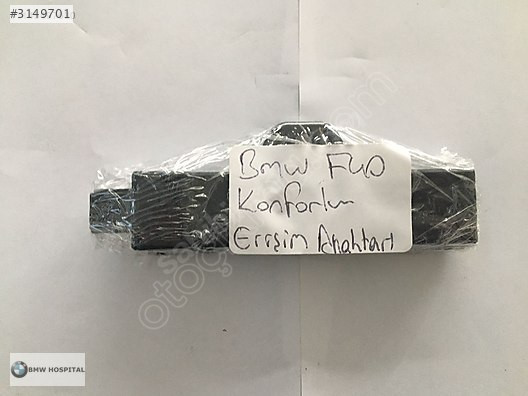 #3149701)
Bmw F40
Konforlu
Erişim Anahtarı
BMW HOSPITAL